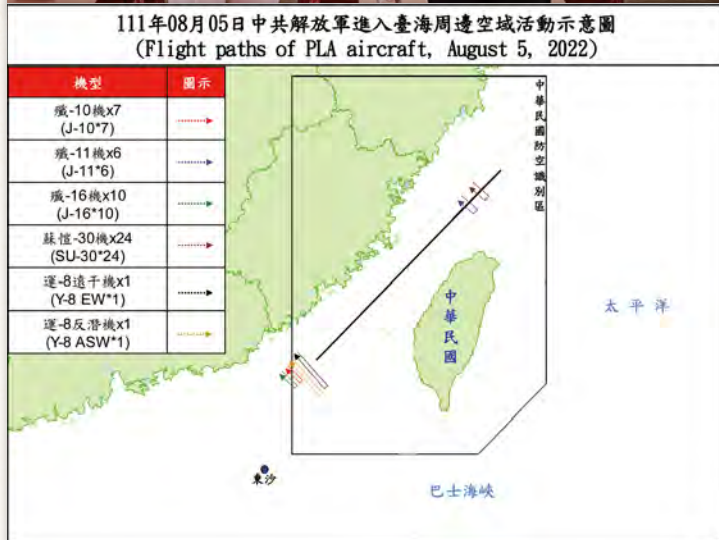 111年08月05日中共解放軍進入臺海周邊空域活動示意圖
(Flight paths of PLA aircraft, August 5, 2022)
機型
圖示
殲-10機x7
(J-10*7)
殲-11機x6
(J-11*6)
殲-16機x10
(J-16*10)
蘇愷-30機x24
(SU-30*24)
運-8遠干機x1
(Y-8 EW*1)
運-8反潛機x1
(Y-8 ASW*1)
中華民國防空識別區
中華民國
太平洋
東沙
巴士海峽